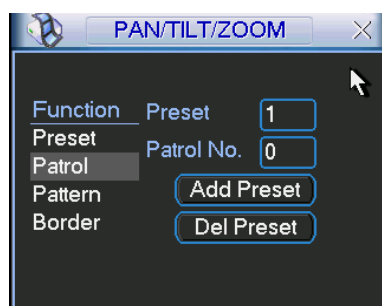 PAN/TILT/ZOOM
Function
Preset
Patrol
Pattern
Border
Preset 1
Patrol No. 0
Add Preset
Del Preset